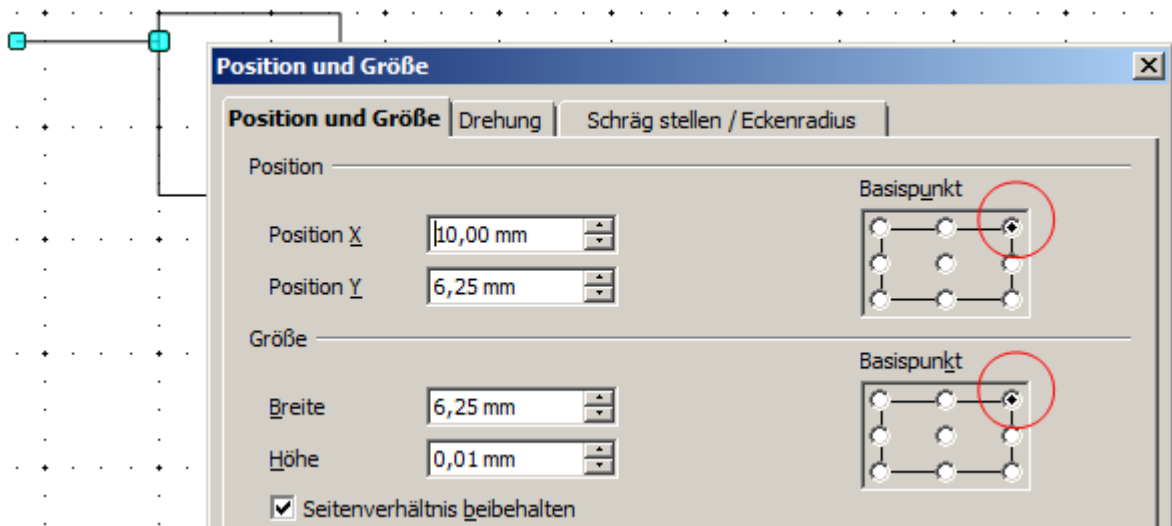 Position und Größe
Position und Größe Drehung Schräg stellen / Eckenradius
Position
Basispunkt
Position X 10,00 mm
Position Y 6,25 mm
Größe
Basispunkt
Breite 6,25 mm
Höhe 0,01 mm
Seitenverhältnis beibehalten